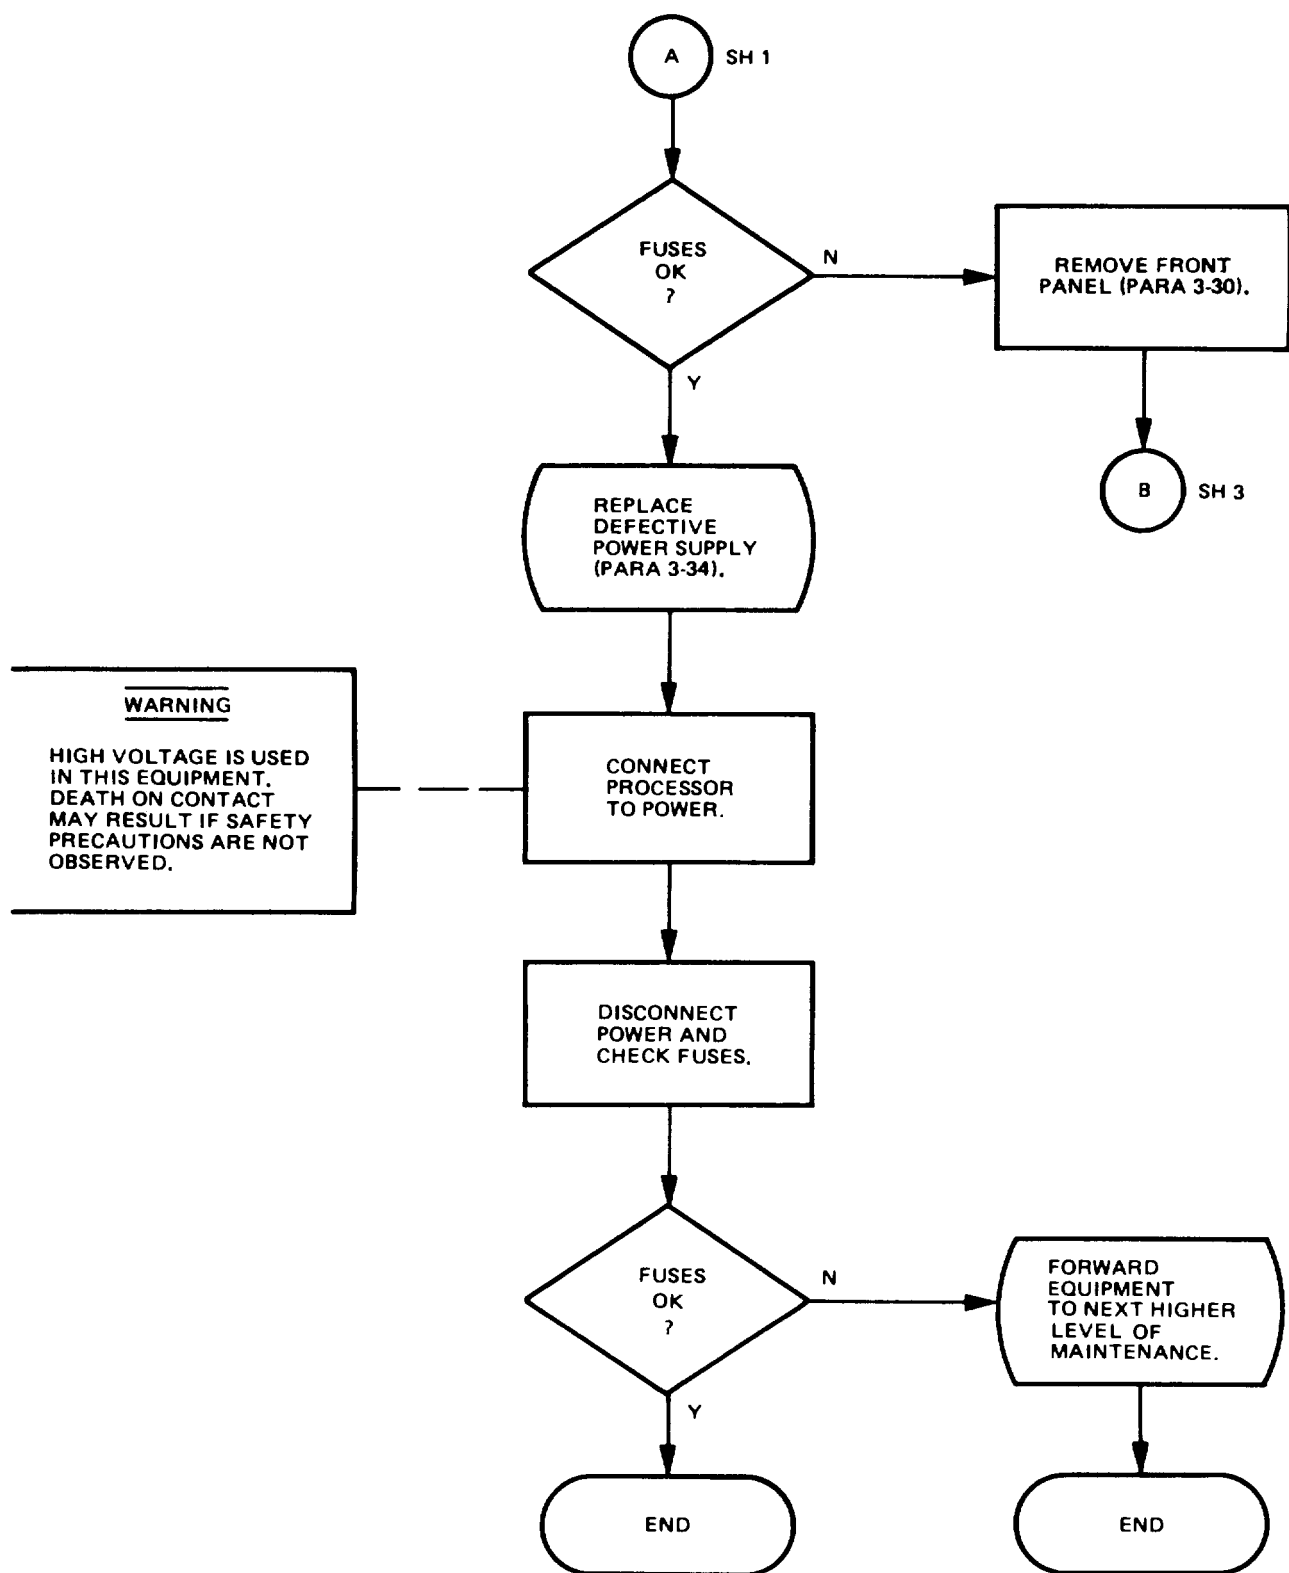 A SH 1
FUSES
OK
?
N
REMOVE FRONT
PANEL (PARA 3-30).
Y
B SH 3
REPLACE
DEFECTIVE
POWER SUPPLY
(PARA 3-34).
WARNING
HIGH VOLTAGE IS USED
IN THIS EQUIPMENT.
DEATH ON CONTACT
MAY RESULT IF SAFETY
PRECAUTIONS ARE NOT
OBSERVED.
CONNECT
PROCESSOR
TO POWER.
DISCONNECT
POWER AND
CHECK FUSES.
FUSES
OK
?
N
FORWARD
EQUIPMENT
TO NEXT HIGHER
LEVEL OF
MAINTENANCE.
Y
END
END